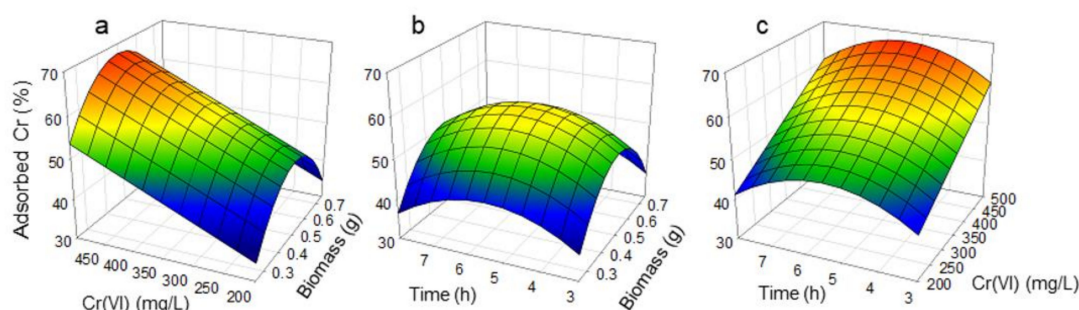 a
Adsorbed Cr (%)
70
60
50
40
30
450 400 350 300 250 200
Cr(VI) (mg/L)
0.3 0.4 0.5 0.6 0.7
Biomass (g)
b
70
60
50
40
30
7 6 5 4 3
Time (h)
0.3 0.4 0.5 0.6 0.7
Biomass (g)
c
70
60
50
40
30
7 6 5 4 3
Time (h)
200 250 300 350 400 450 500
Cr(VI) (mg/L)